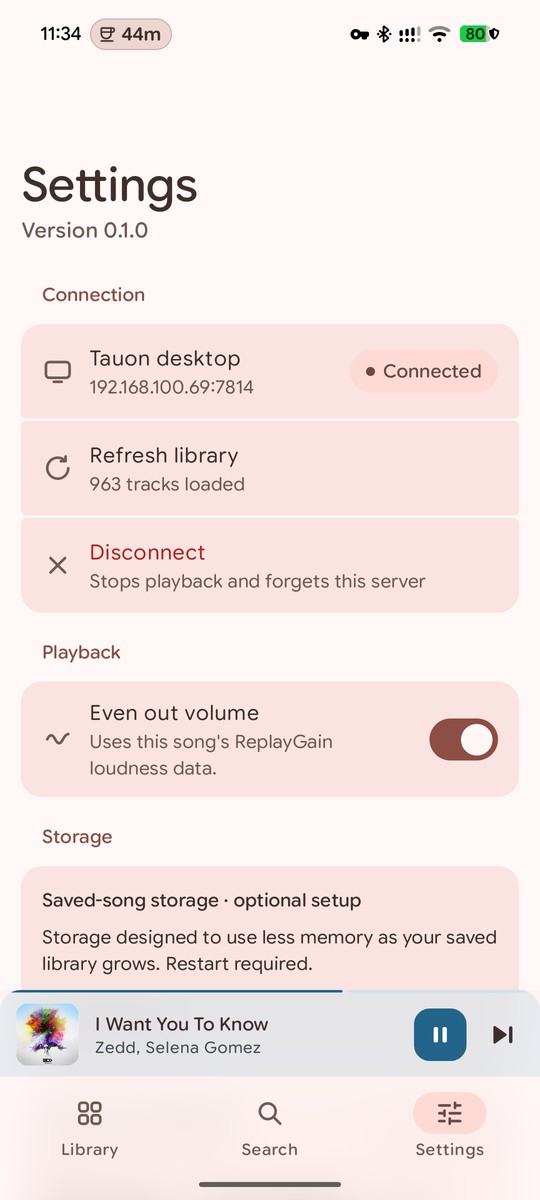 11:34
44m
80
Settings
Version 0.1.0
Connection
Tauon desktop
192.168.100.69:7814
Connected
Refresh library
963 tracks loaded
Disconnect
Stops playback and forgets this server
Playback
Even out volume
Uses this song's ReplayGain
loudness data.
Storage
Saved-song storage · optional setup
Storage designed to use less memory as your saved
library grows. Restart required.
I Want You To Know
Zedd, Selena Gomez
Library
Search
Settings